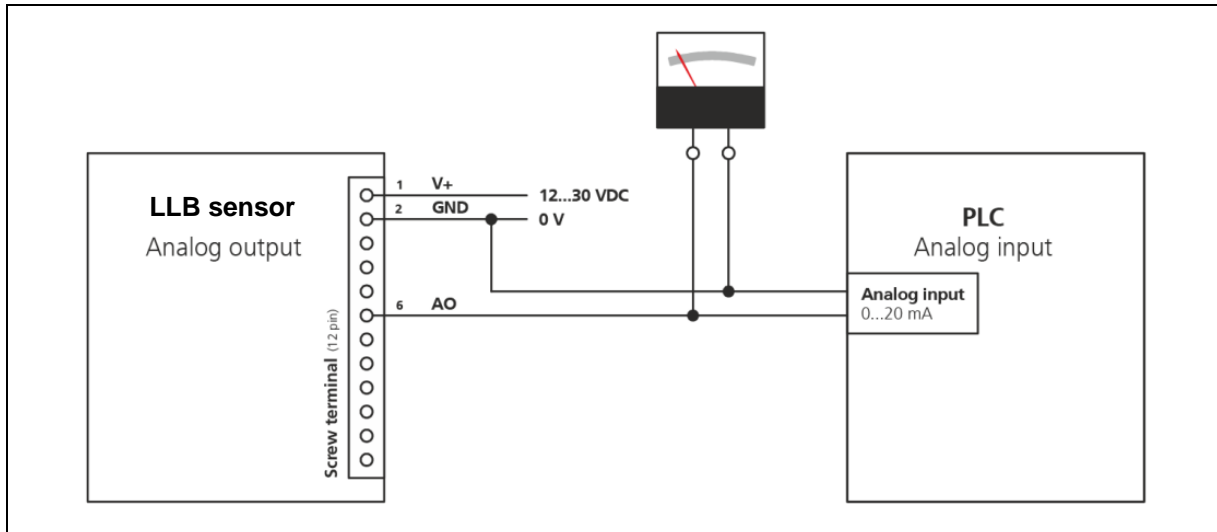 LLB sensor
Analog output
Screw terminal (12 pin)
1 V+ 12...30 VDC
2 GND 0 V
6 AO
PLC
Analog input
Analog input
0...20 mA